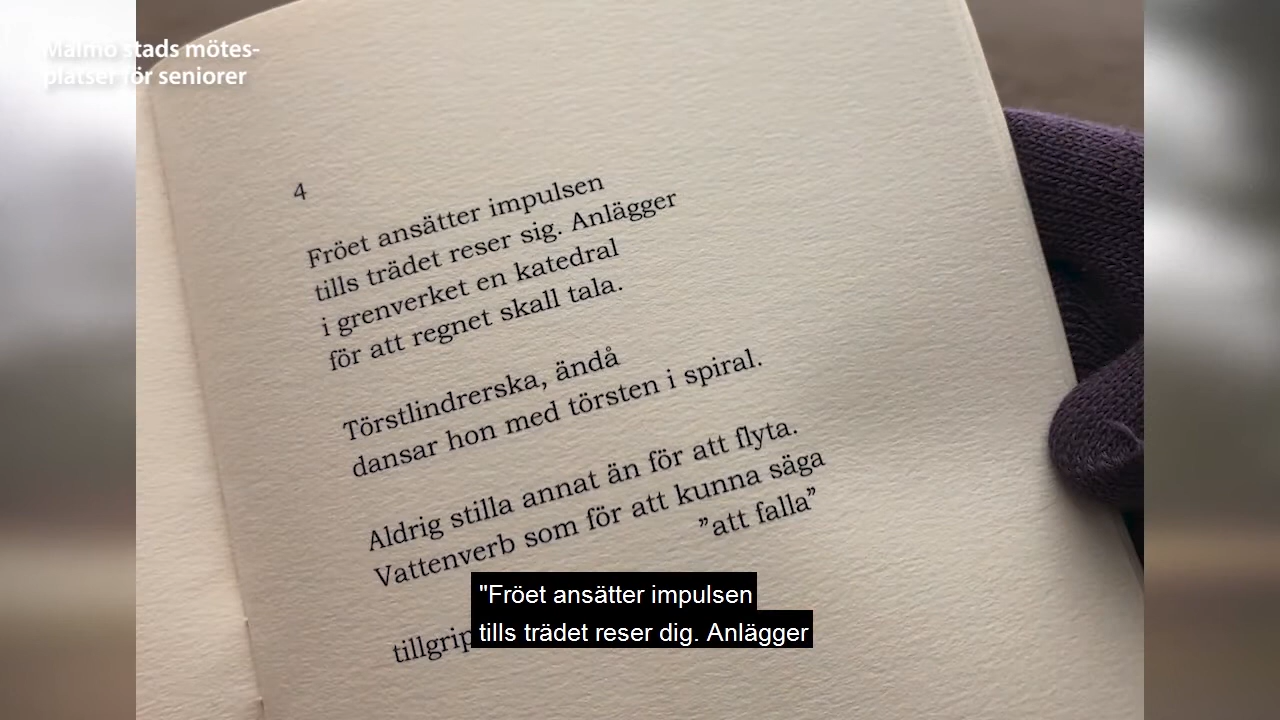 Malmö stads mötes-
platser för seniorer
4
Fröet ansätter impulsen
tills trädet reser sig. Anlägger
i grenverket en katedral
för att regnet skall tala.
Törstlindrerska, ändå
dansar hon med törsten i spiral.
Aldrig stilla annat än för att flyta.
Vattenverb som för att kunna säga
”att falla”
tillgrip
"Fröet ansätter impulsen
tills trädet reser dig. Anlägger